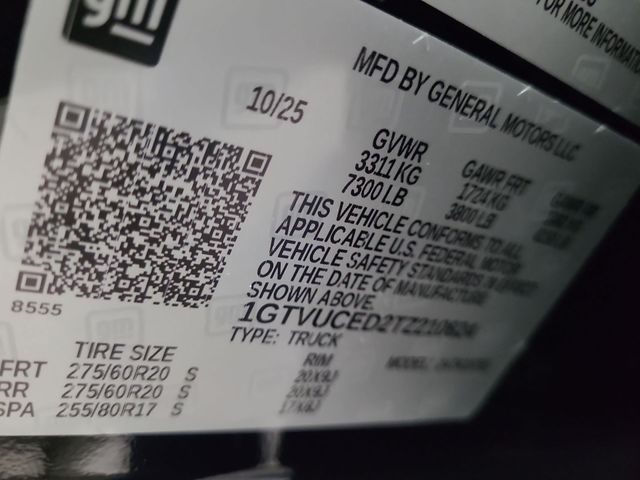 gm
FOR MORE INFORMATION
10/25
MFD BY GENERAL MOTORS LLC
GVWR GAWR FRT
3311 KG 1724 KG
7300 LB 3800 LB
THIS VEHICLE CONFORMS TO ALL
APPLICABLE U.S. FEDERAL MOTOR
VEHICLE SAFETY STANDARDS IN EFFECT
ON THE DATE OF MANUFACTURE
SHOWN ABOVE.
8555
TYPE: TRUCK
TIRE SIZE RIM
FRT 275/60R20 S 20X9J
RR 275/60R20 S 20X9J
SPA 255/80R17 S 17X8J